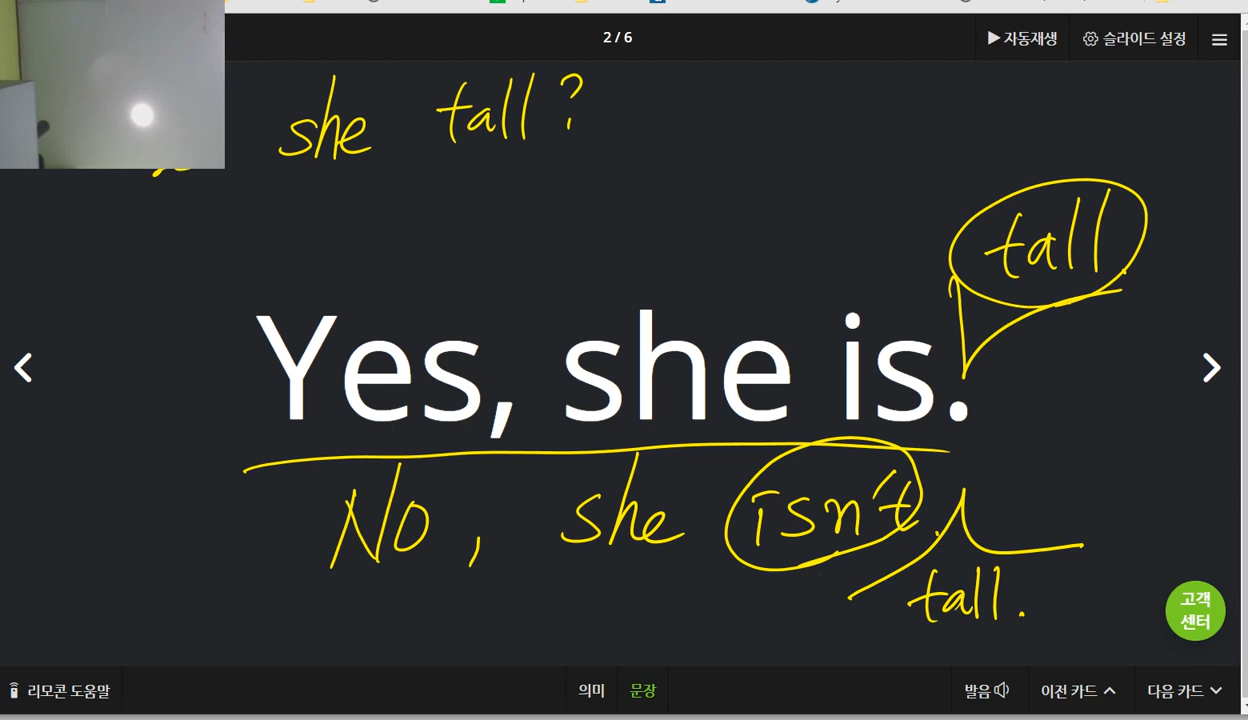 2 / 6
자동재생
슬라이드 설정
she tall?
tall
Yes, she is.
No, she isn't.
tall.
고객
센터
리모콘 도움말
의미
문장
발음
이전 카드
다음 카드